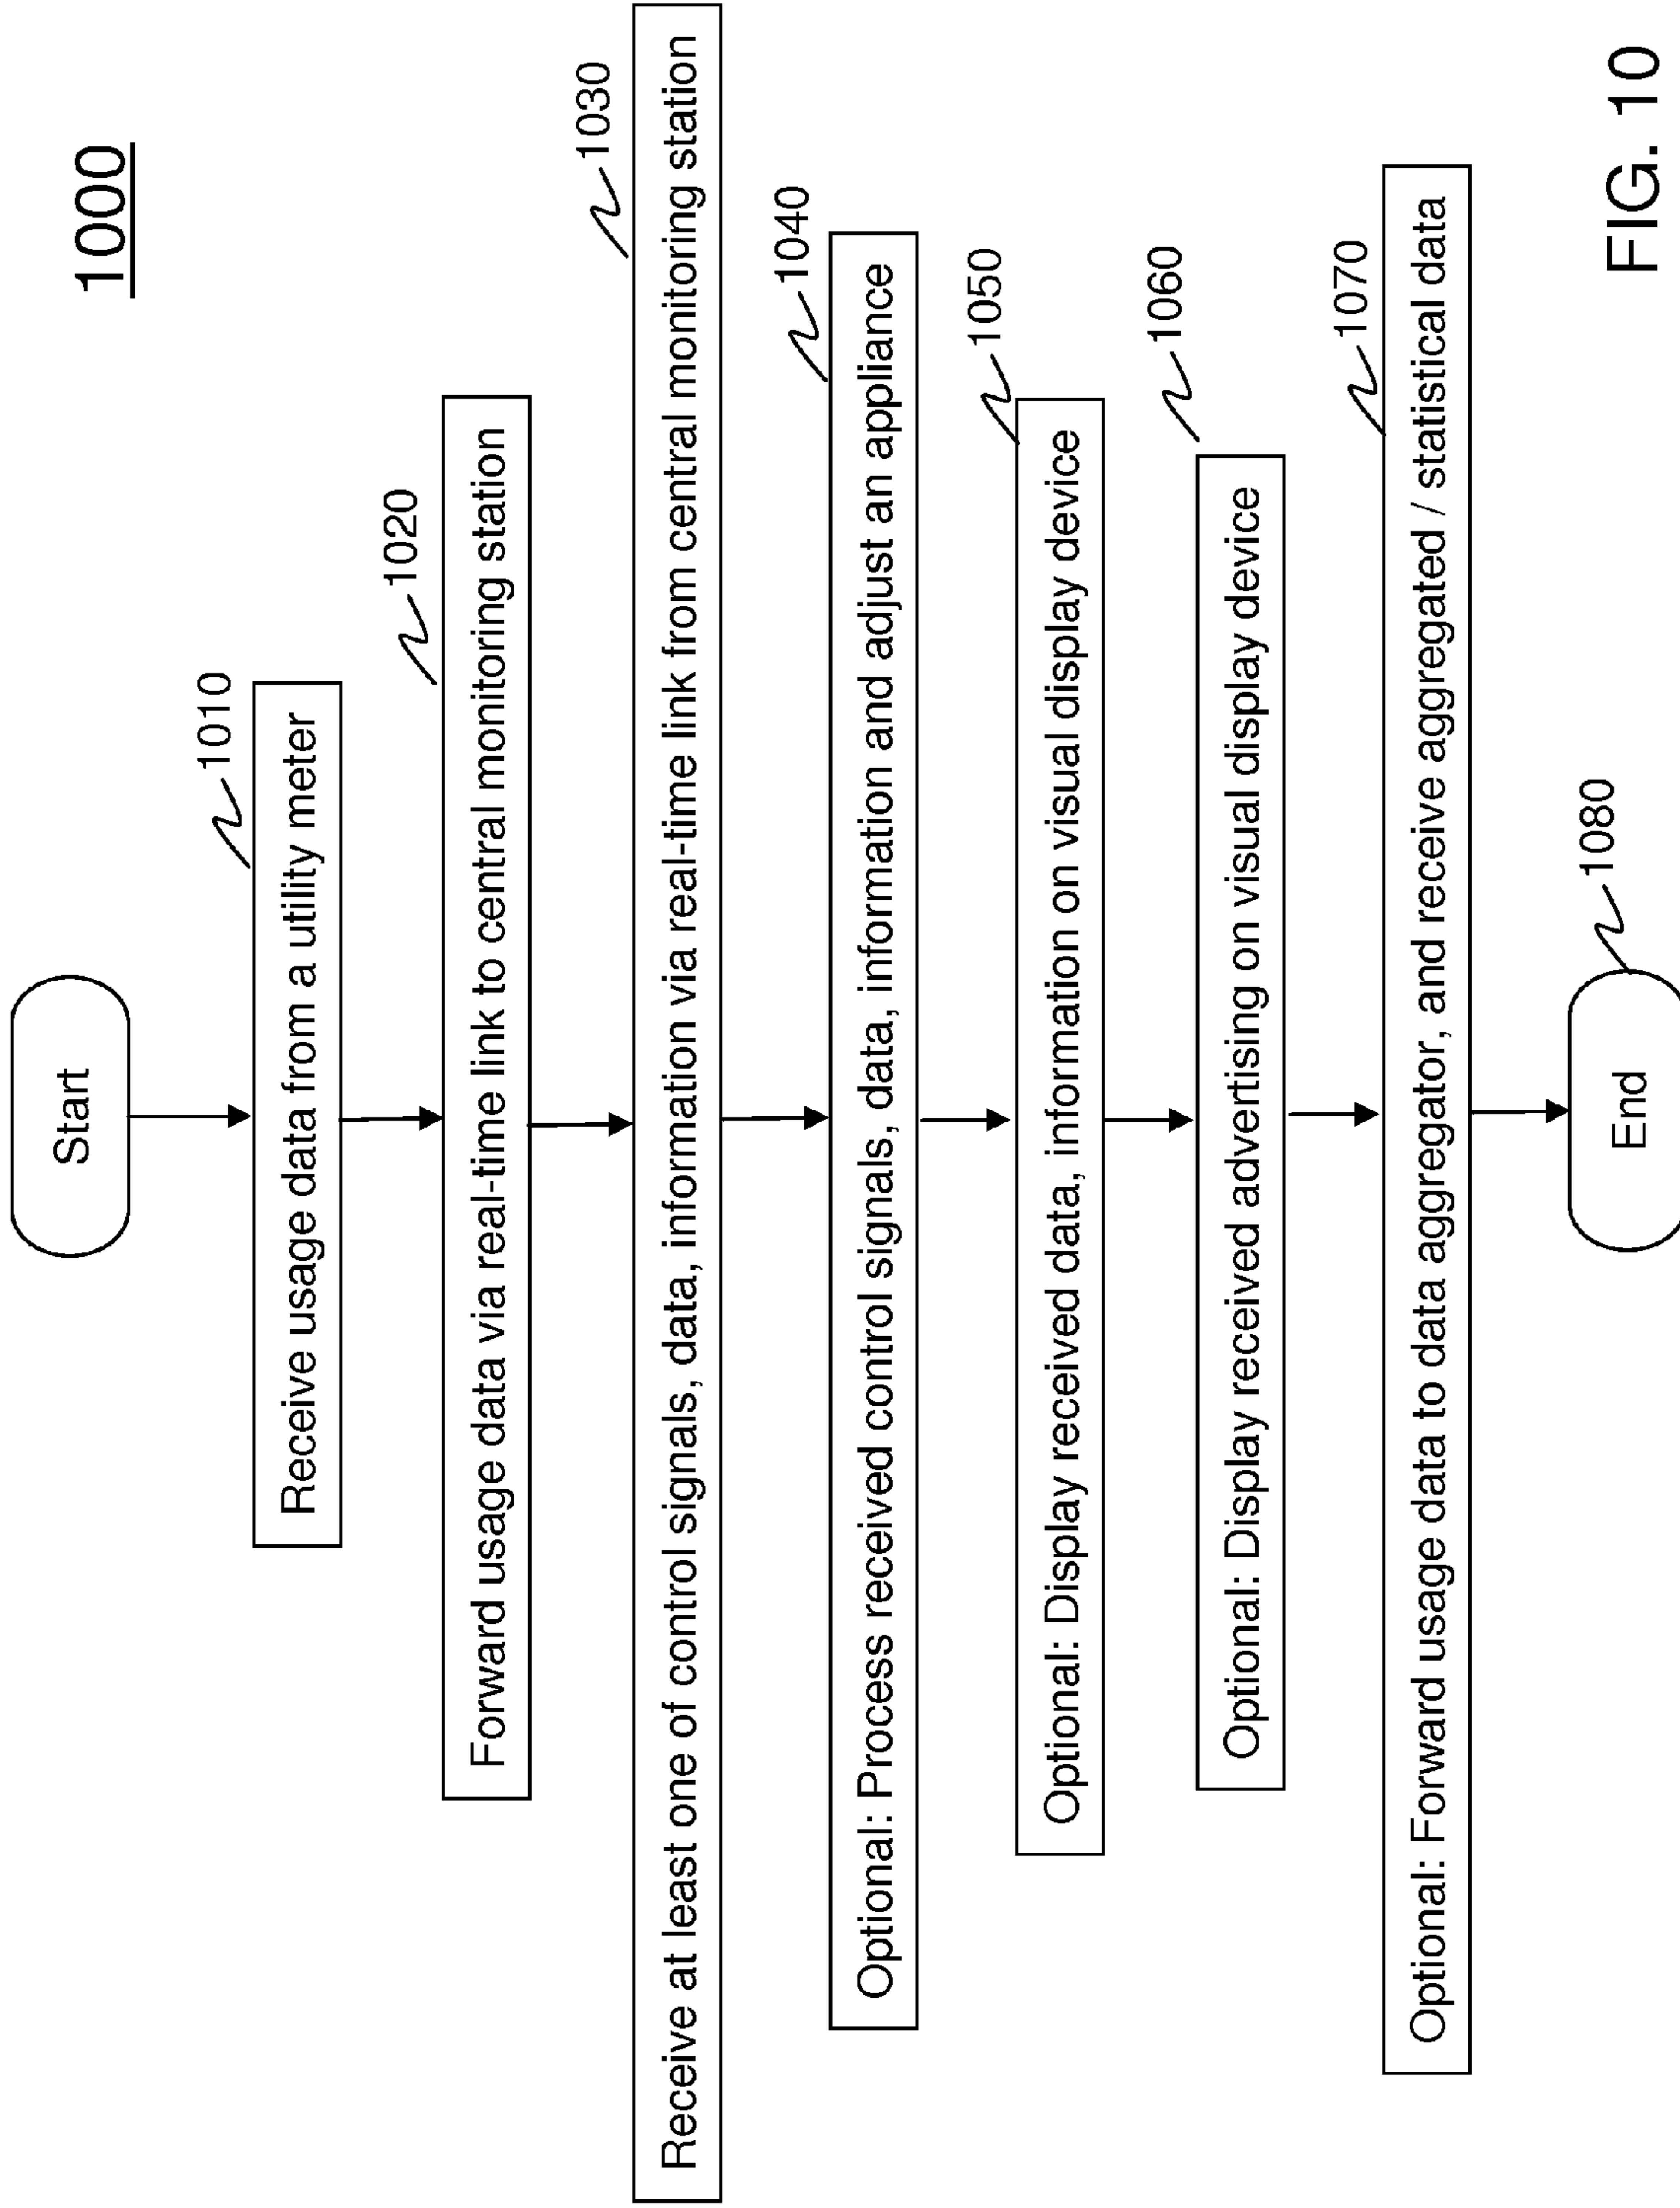 1000
Start
1010
Receive usage data from a utility meter
1020
Forward usage data via real-time link to central monitoring station
1030
Receive at least one of control signals, data, information via real-time link from central monitoring station
1040
Optional: Process received control signals, data, information and adjust an appliance
1050
Optional: Display received data, information on visual display device
1060
Optional: Display received advertising on visual display device
1070
Optional: Forward usage data to data aggregator, and receive aggregated / statistical data
1080
End
FIG. 10